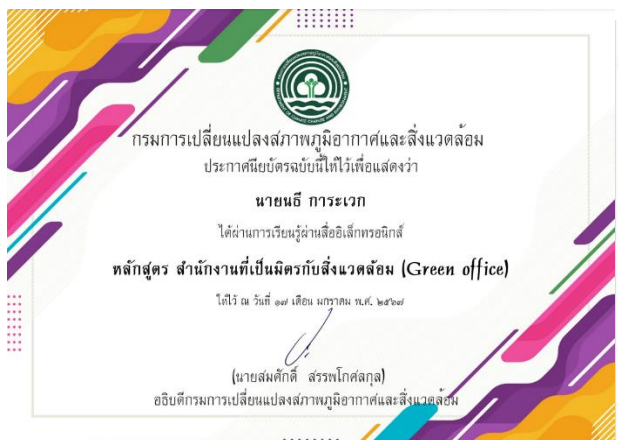 กรมการเปลี่ยนแปลงสภาพภูมิอากาศและสิ่งแวดล้อม
ประกาศนียบัตรฉบับนี้ให้ไว้เพื่อแสดงว่า
นายนธี การะเวก
ได้ผ่านการเรียนรู้ผ่านสื่ออิเล็กทรอนิกส์
หลักสูตร สำนักงานที่เป็นมิตรกับสิ่งแวดล้อม (Green office)
ให้ไว้ ณ วันที่ ๑๗ เดือน มกราคม พ.ศ. ๒๕๖๗
(นายสมศักดิ์ สรรพโกศลกุล)
อธิบดีกรมการเปลี่ยนแปลงสภาพภูมิอากาศและสิ่งแวดล้อม